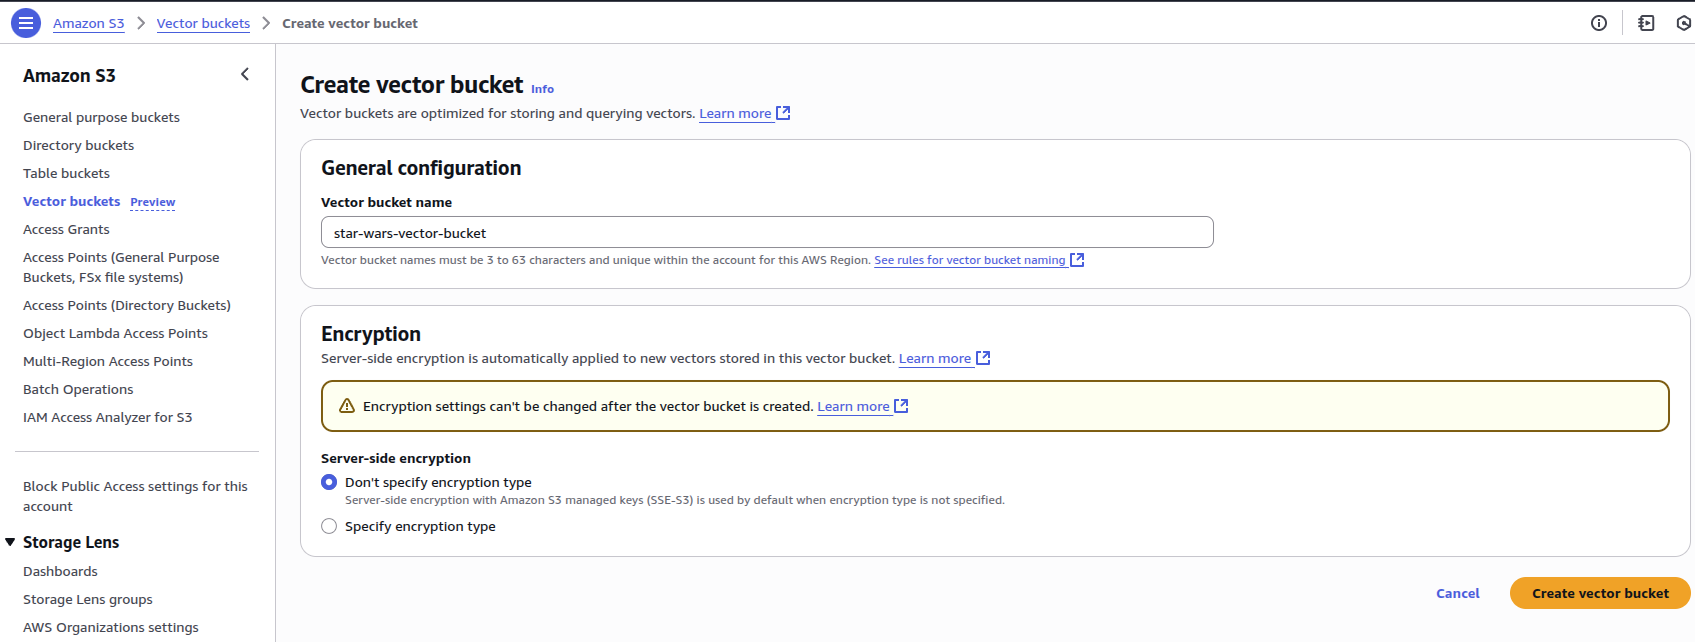 Amazon S3 > Vector buckets > Create vector bucket
Amazon S3
General purpose buckets
Directory buckets
Table buckets
Vector buckets Preview
Access Grants
Access Points (General Purpose
Buckets, FSx file systems)
Access Points (Directory Buckets)
Object Lambda Access Points
Multi-Region Access Points
Batch Operations
IAM Access Analyzer for S3
Block Public Access settings for this
account
Storage Lens
Dashboards
Storage Lens groups
AWS Organizations settings
Create vector bucket Info
Vector buckets are optimized for storing and querying vectors. Learn more
General configuration
Vector bucket name
star-wars-vector-bucket
Vector bucket names must be 3 to 63 characters and unique within the account for this AWS Region. See rules for vector bucket naming
Encryption
Server-side encryption is automatically applied to new vectors stored in this vector bucket. Learn more
Encryption settings can't be changed after the vector bucket is created. Learn more
Server-side encryption
Don't specify encryption type
Server-side encryption with Amazon S3 managed keys (SSE-S3) is used by default when encryption type is not specified.
Specify encryption type
Cancel Create vector bucket